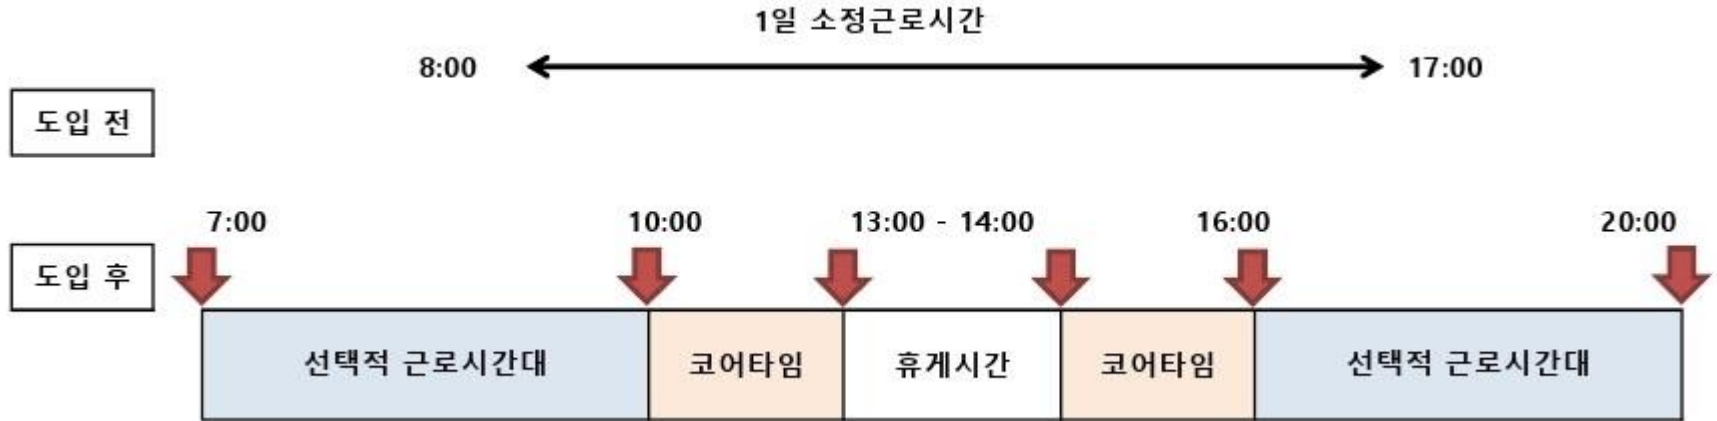 1일 소정근로시간
8:00 17:00
도입 전
7:00 10:00 13:00 - 14:00 16:00 20:00
도입 후
선택적 근로시간대 코어타임 휴게시간 코어타임 선택적 근로시간대